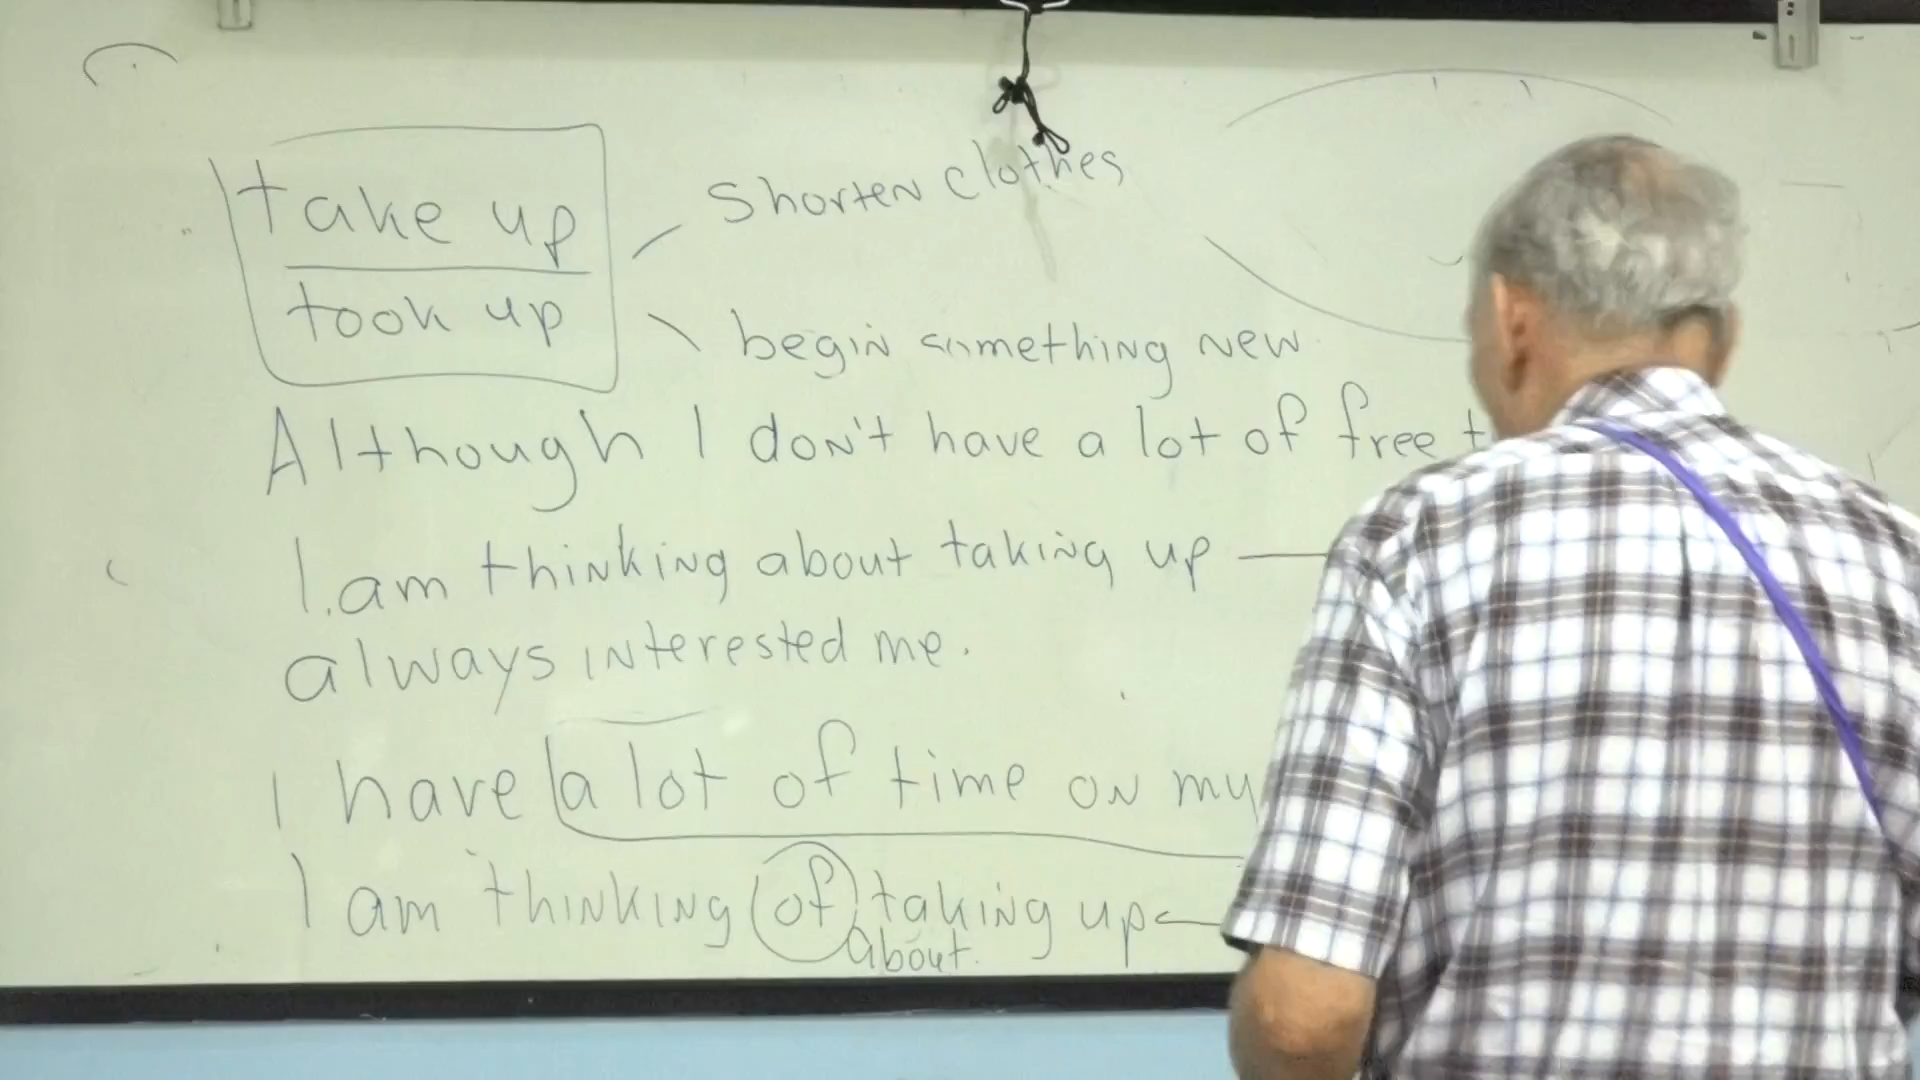 take up
took up
shorten clothes
begin something new
Although I don't have a lot of free
I am thinking about taking up
always interested me.
I have a lot of time on my
I am thinking of taking up
about.